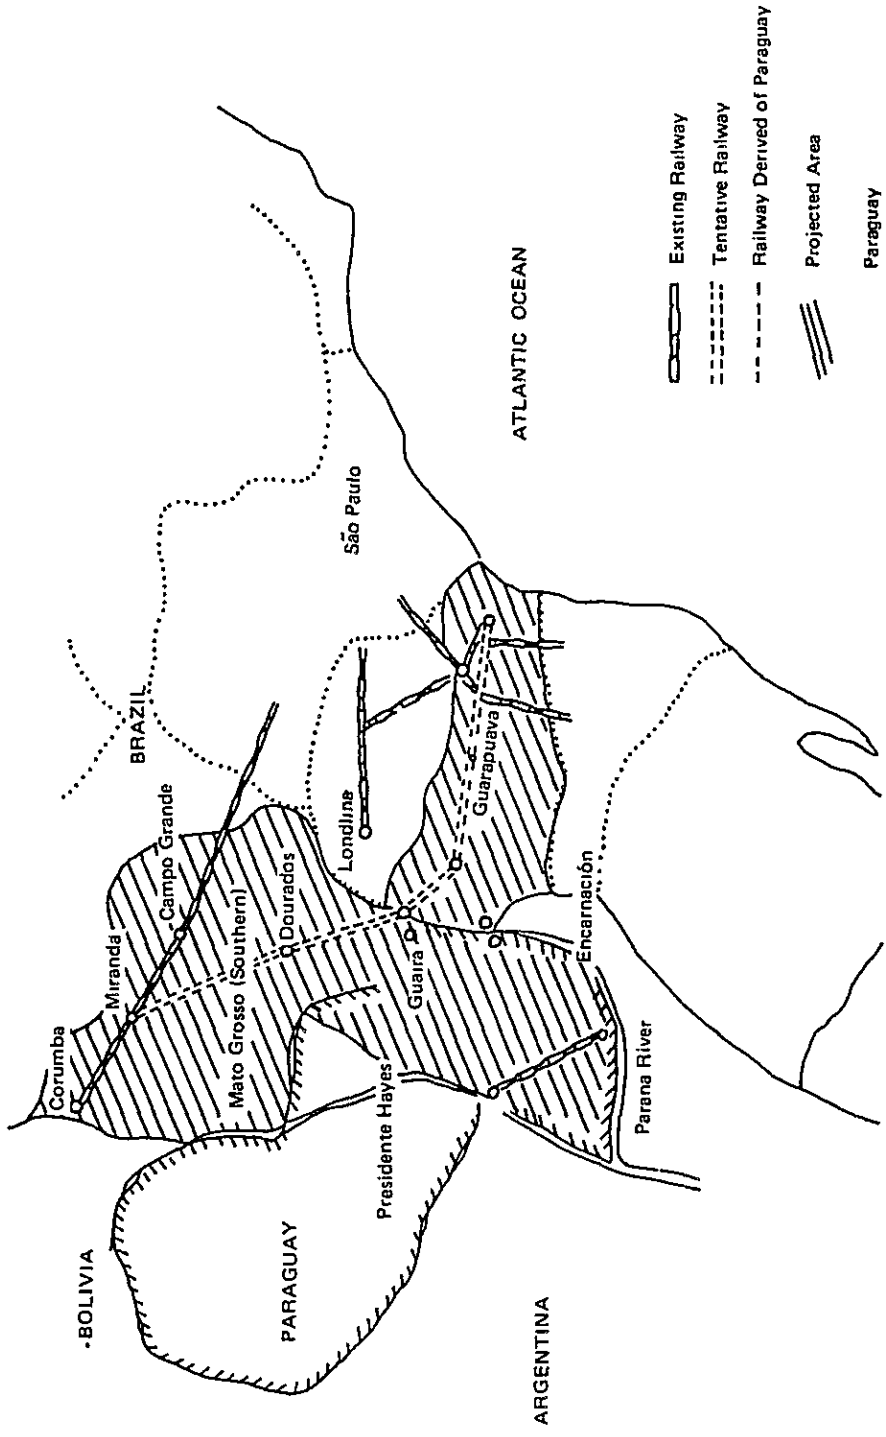 BOLIVIA
Corumba
Miranda
Campo Grande
BRAZIL
Mato Grosso (Southern)
Dourados
PARAGUAY
Londline
São Paulo
Presidente Hayes
Guaira
Guarapuava
ATLANTIC OCEAN
ARGENTINA
Encarnación
Parana River
Existing Railway
Tentative Railway
Railway Derived of Paraguay
Projected Area
Paraguay